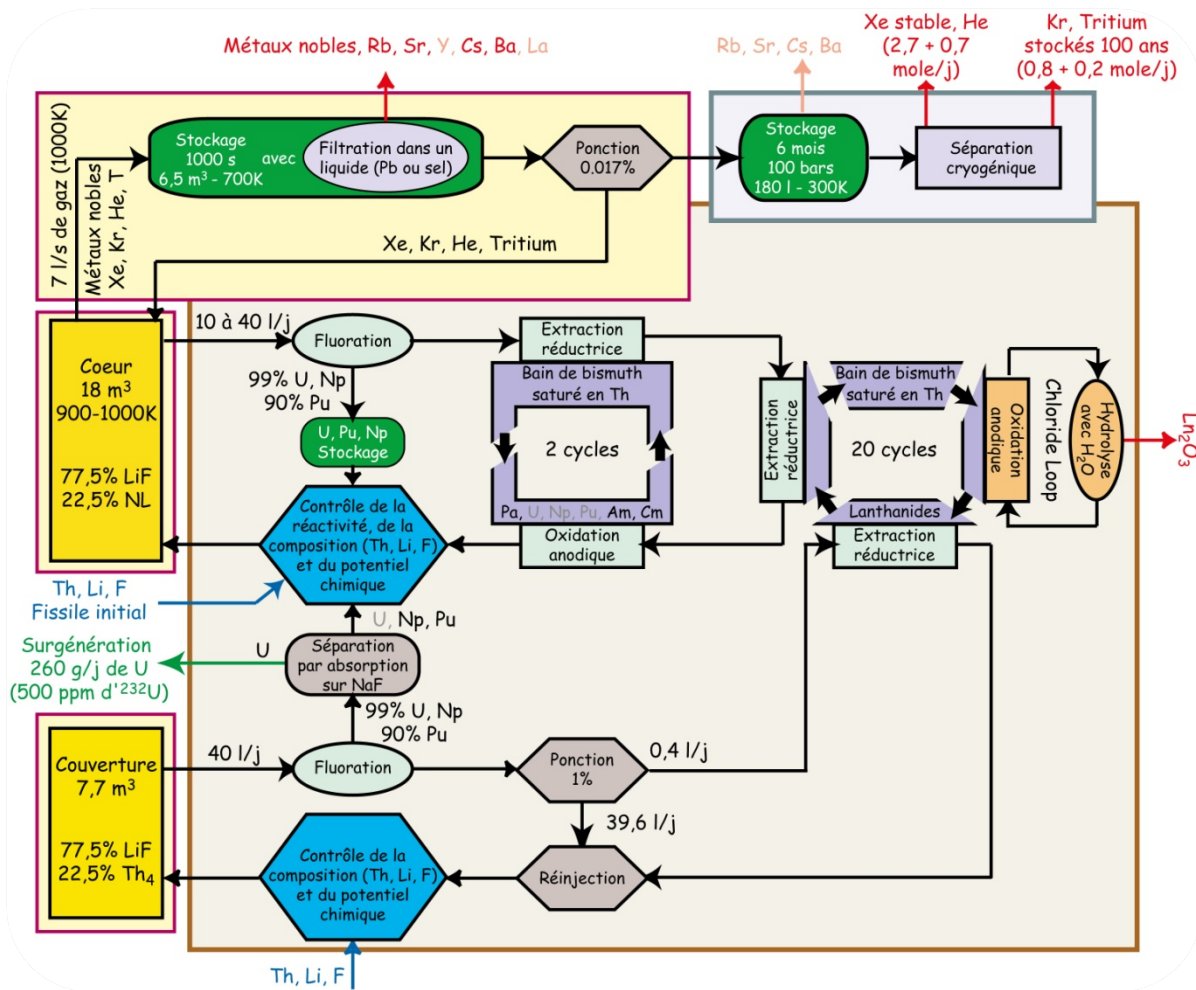 Métaux nobles, Rb, Sr, Y, Cs, Ba, La
Rb, Sr, Cs, Ba
Xe stable, He
(2,7 + 0,7
mole/j)
Kr, Tritium
stockés 100 ans
(0,8 + 0,2 mole/j)
7 l/s de gaz (1000K)
Métaux nobles
Xe, Kr, He, T
Stockage
1000 s
6,5 m³ - 700K
avec
Filtration dans un
liquide (Pb ou sel)
Ponction
0.017%
Stockage
6 mois
100 bars
180 l - 300K
Séparation
cryogénique
Xe, Kr, He, Tritium
Coeur
18 m³
900-1000K
77,5% LiF
22,5% NL
10 à 40 l/j
Fluoration
99% U, Np
90% Pu
U, Pu, Np
Stockage
Extraction
réductrice
Bain de bismuth
saturé en Th
2 cycles
Pa, U, Np, Pu, Am, Cm
Oxidation
anodique
Extraction
réductrice
Bain de bismuth
saturé en Th
20 cycles
Lanthanides
Extraction
réductrice
Oxidation
anodique
Chloride Loop
Hydrolyse
avec H₂O
Ln₂O₃
Contrôle de la
réactivité, de la
composition (Th, Li, F)
et du potentiel
chimique
Th, Li, F
Fissile initial
U, Np, Pu
Surgénération
260 g/j de U
(500 ppm d'²³²U)
U
Séparation
par absorption
sur NaF
99% U, Np
90% Pu
Couverture
7,7 m³
77,5% LiF
22,5% Th₄
40 l/j
Fluoration
Ponction
1%
0,4 l/j
39,6 l/j
Réinjection
Contrôle de la
composition (Th, Li, F)
et du potentiel
chimique
Th, Li, F